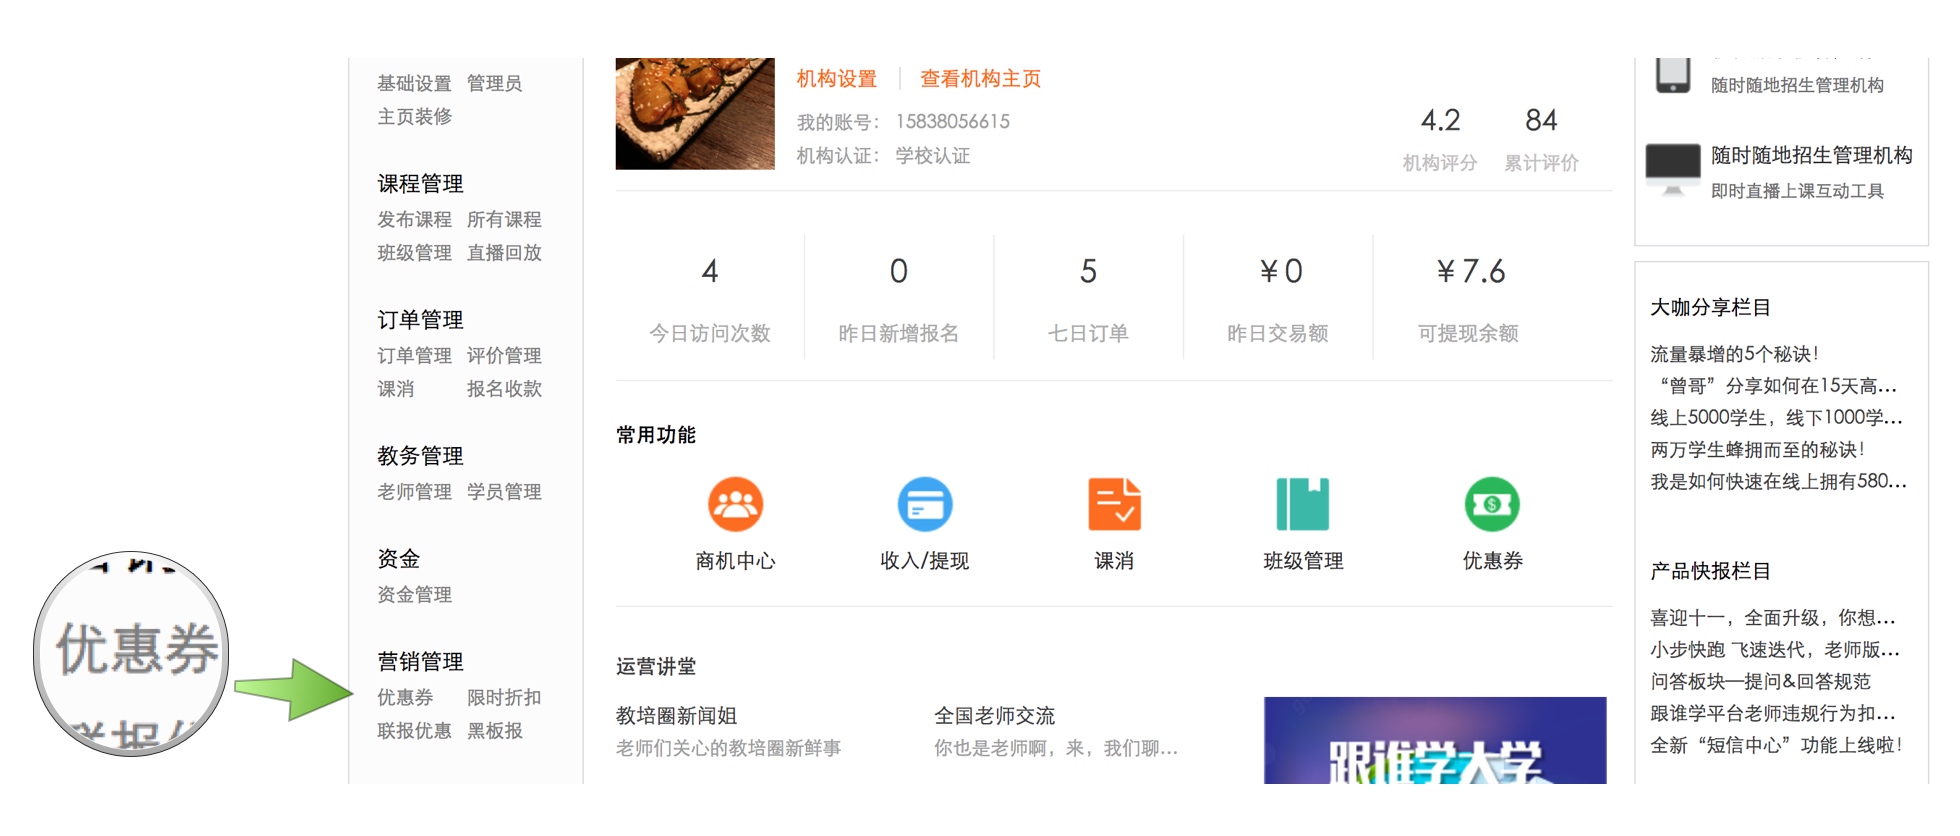 基础设置 管理员
主页装修
课程管理
发布课程 所有课程
班级管理 直播回放
订单管理
订单管理 评价管理
课消 报名收款
教务管理
老师管理 学员管理
资金
资金管理
营销管理
优惠券 限时折扣
联报优惠 黑板报
优惠券
机构设置 查看机构主页
我的账号： 15838056615
机构认证： 学校认证
4.2 84
机构评分 累计评价
4 0 5 ¥0 ¥7.6
今日访问次数 昨日新增报名 七日订单 昨日交易额 可提现余额
常用功能
商机中心 收入/提现 课消 班级管理 优惠券
运营讲堂
教培圈新闻姐 全国老师交流
老师们关心的教培圈新鲜事 你也是老师啊，来，我们聊...
跟谁学大学
随时随地招生管理机构
随时随地招生管理机构
即时直播上课互动工具
大咖分享栏目
流量暴增的5个秘诀！
“曾哥”分享如何在15天高...
线上5000学生，线下1000学...
两万学生蜂拥而至的秘诀！
我是如何快速在线上拥有580...
产品快报栏目
喜迎十一，全面升级，你想...
小步快跑 飞速迭代，老师版...
问答板块—提问&回答规范
跟谁学平台老师违规行为扣...
全新“短信中心”功能上线啦！